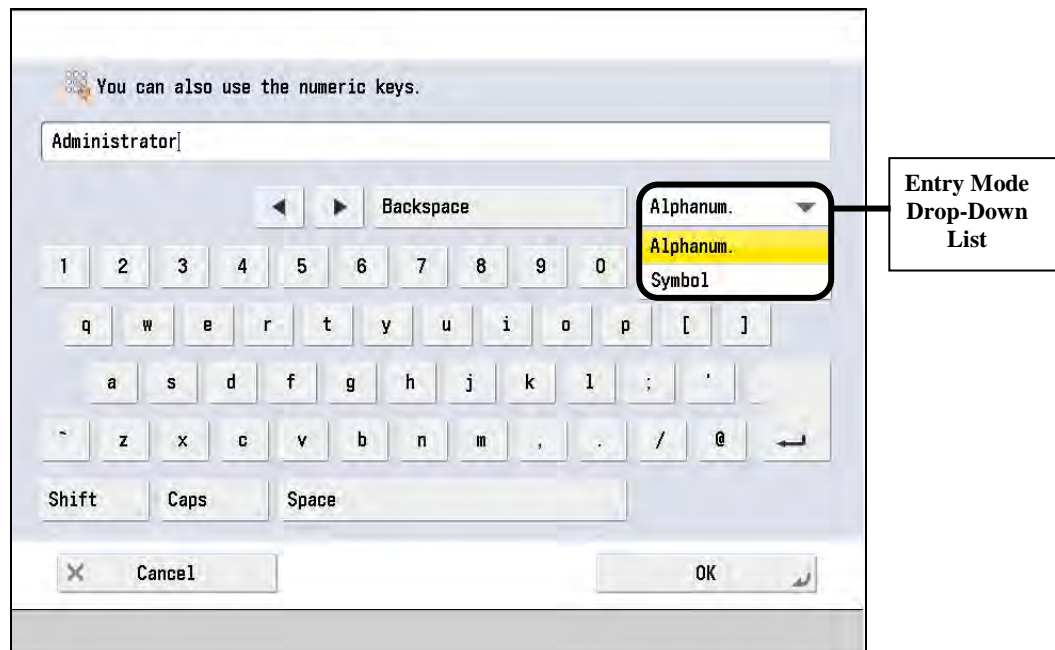 You can also use the numeric keys.
Administrator
◀ ▶ Backspace Alphanum.
Alphanum.
Symbol
1 2 3 4 5 6 7 8 9 0
q w e r t y u i o p [ ]
a s d f g h j k l ; '
~ z x c v b n m , . / @
Shift Caps Space
Cancel OK
Entry Mode
Drop-Down
List